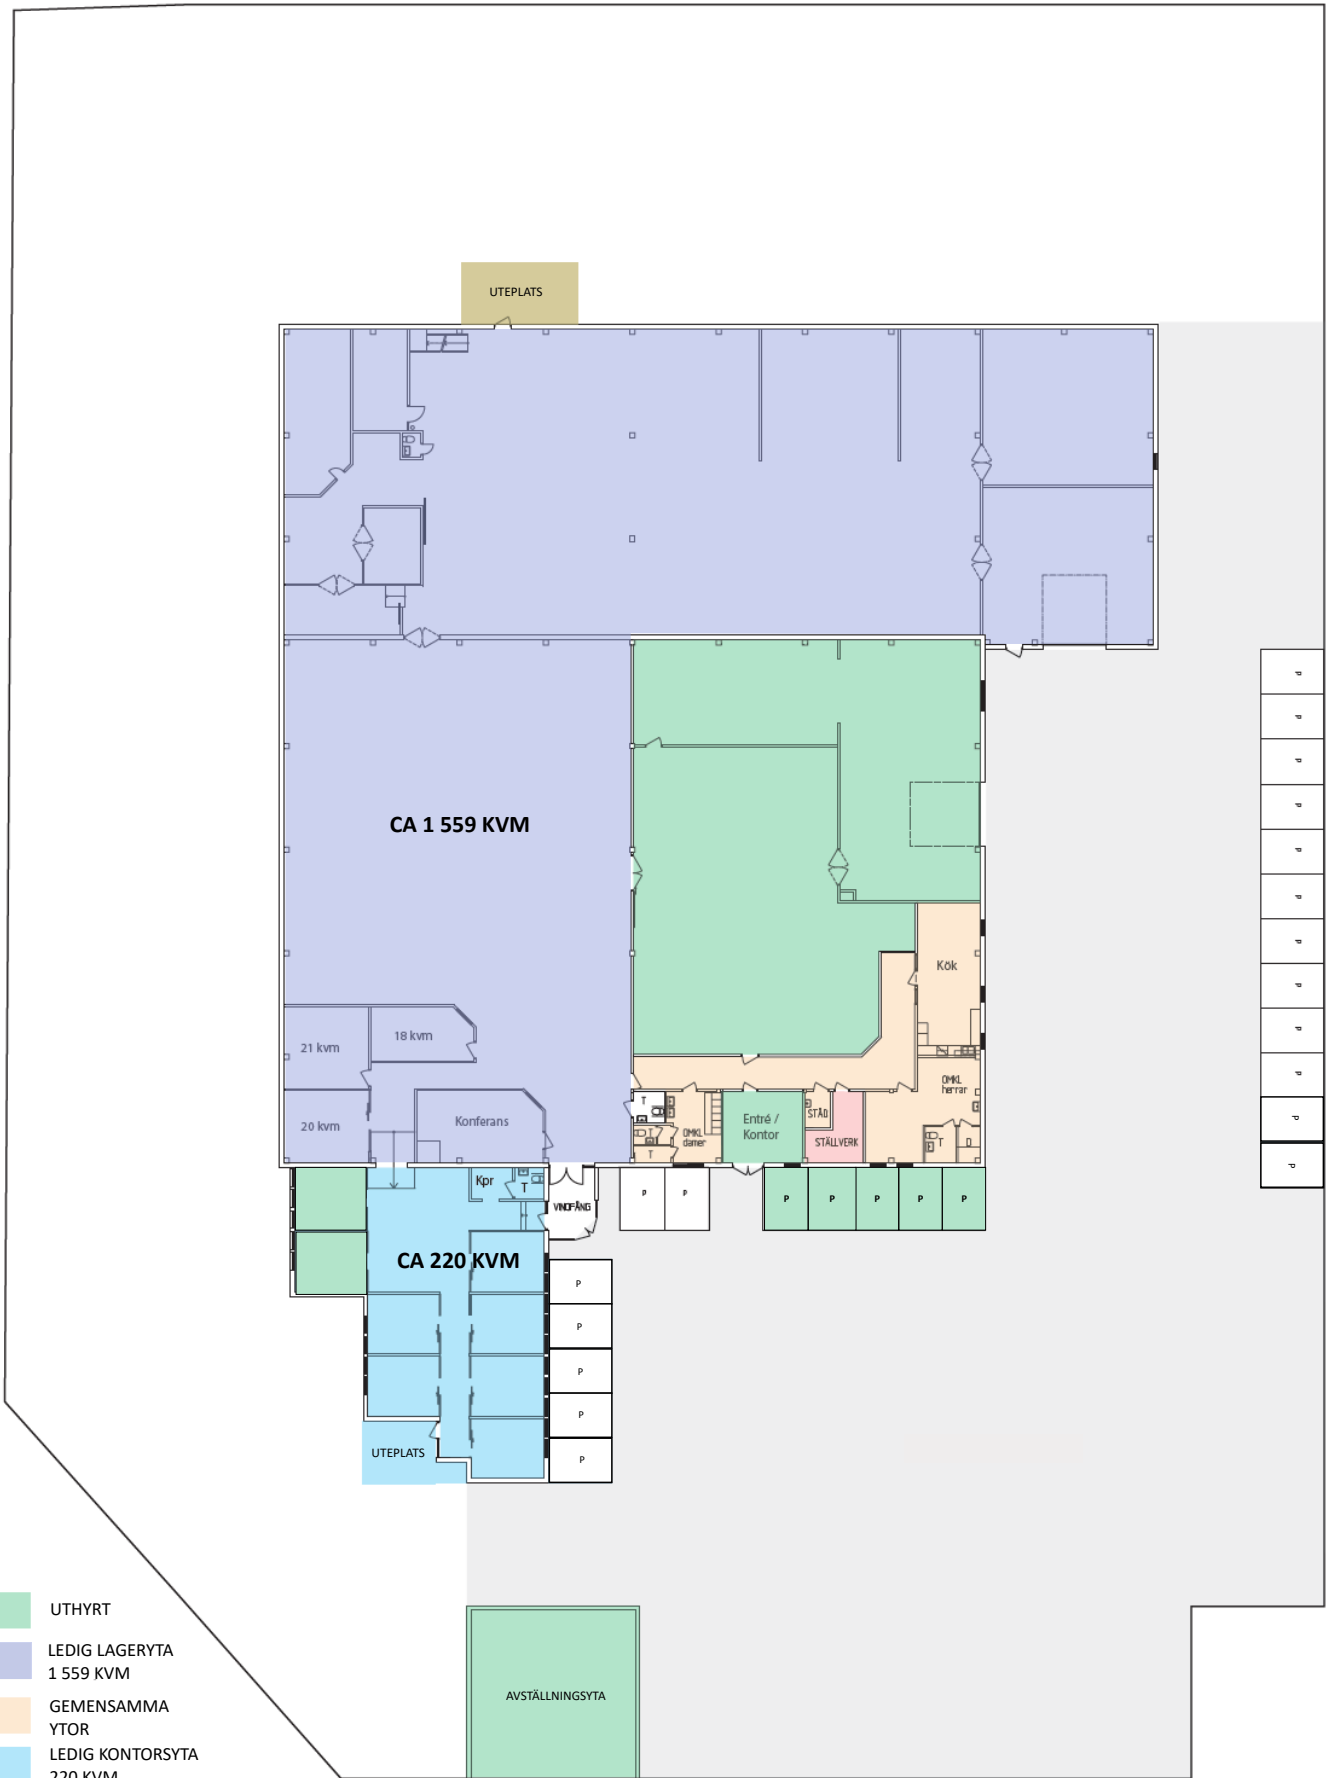 UTEPLATS
P
P
P
P
CA 1 559 KVM
P
P
P
Kök
P
18 kvm
21 kvm
P
P
OMKL
herrar
T
STÅD
Konferans
Entré /
Kontor
P
20 kvm
T
OMKL
damer
T
STÄLLVERK
T
D
P
Kpr
T
VINDFÅNG
P
P
P
P
P
P
P
CA 220 KVM
P
P
P
P
UTEPLATS
P
UTHYRT
LEDIG LAGERYTA
1 559 KVM
AVSTÄLLNINGSYTA
GEMENSAMMA
YTOR
LEDIG KONTORSYTA
220 KVM